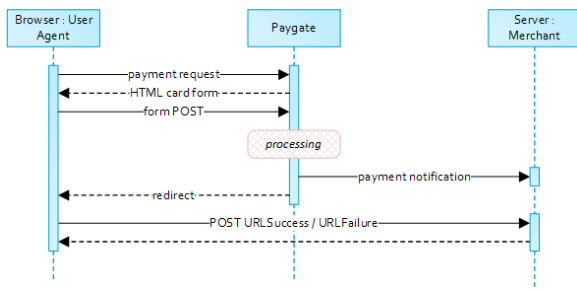 Browser : User
Agent
Paygate
Server :
Merchant
payment request
HTML card form
form POST
processing
payment notification
redirect
POST URLSuccess / URLFailure